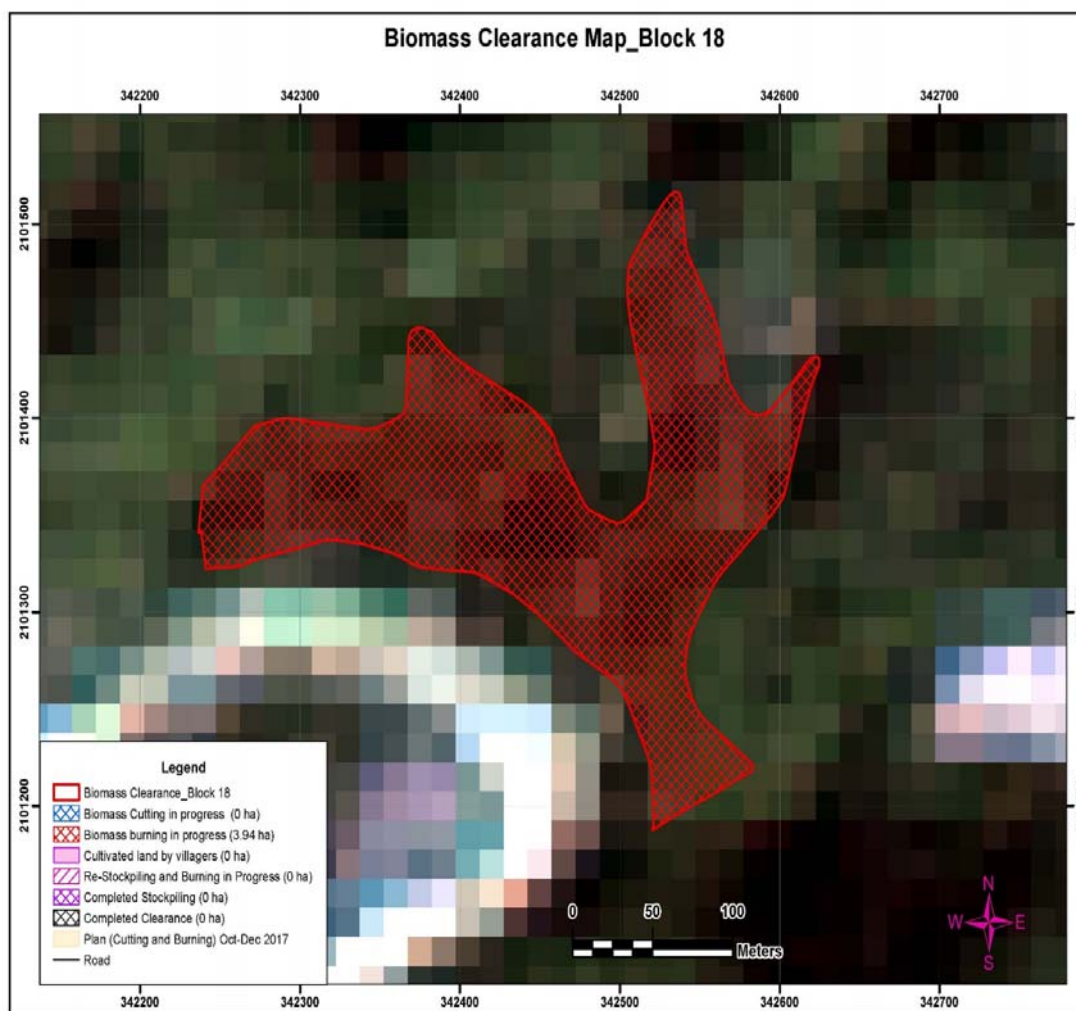 Biomass Clearance Map_Block 18
342200 342300 342400 342500 342600 342700
2101500
2101400
2101300
2101200
Legend
Biomass Clearance_Block 18
Biomass Cutting in progress (0 ha)
Biomass burning in progress (3.94 ha)
Cultivated land by villagers (0 ha)
Re-Stockpiling and Burning in Progress (0 ha)
Completed Stockpiling (0 ha)
Completed Clearance (0 ha)
Plan (Cutting and Burning) Oct-Dec 2017
Road
0 50 100
Meters
N
W E
S
342200 342300 342400 342500 342600 342700